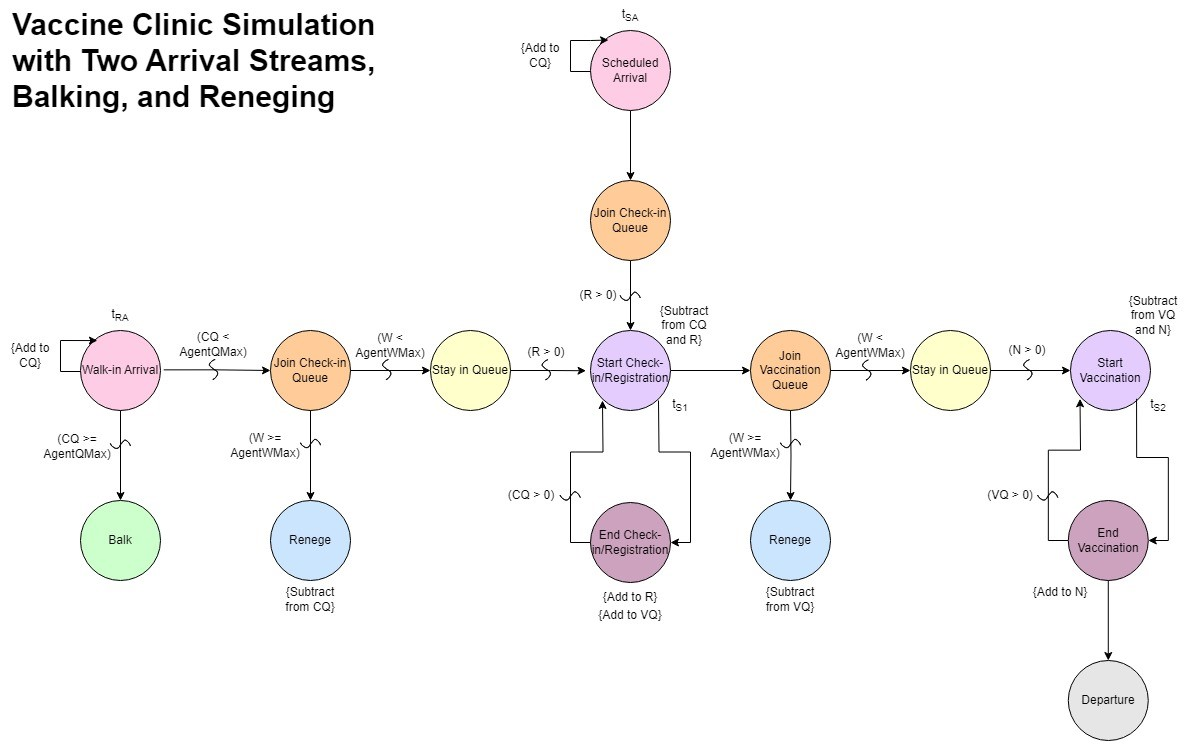 Vaccine Clinic Simulation
with Two Arrival Streams,
Balking, and Reneging
tSA
{Add to
CQ}
Scheduled
Arrival
Join Check-in
Queue
(R > 0)
{Subtract
from CQ
and R}
tRA
{Add to
CQ}
Walk-in Arrival
(CQ <
AgentQMax)
Join Check-in
Queue
(W <
AgentWMax)
Stay in Queue
(R > 0)
Start Check-
in/Registration
tS1
Join
Vaccination
Queue
(W <
AgentWMax)
Stay in Queue
(N > 0)
{Subtract
from VQ
and N}
Start
Vaccination
tS2
(CQ >=
AgentQMax)
Balk
(W >=
AgentWMax)
Renege
{Subtract
from CQ}
(CQ > 0)
End Check-
in/Registration
{Add to R}
{Add to VQ}
(W >=
AgentWMax)
Renege
{Subtract
from VQ}
(VQ > 0)
End
Vaccination
{Add to N}
Departure